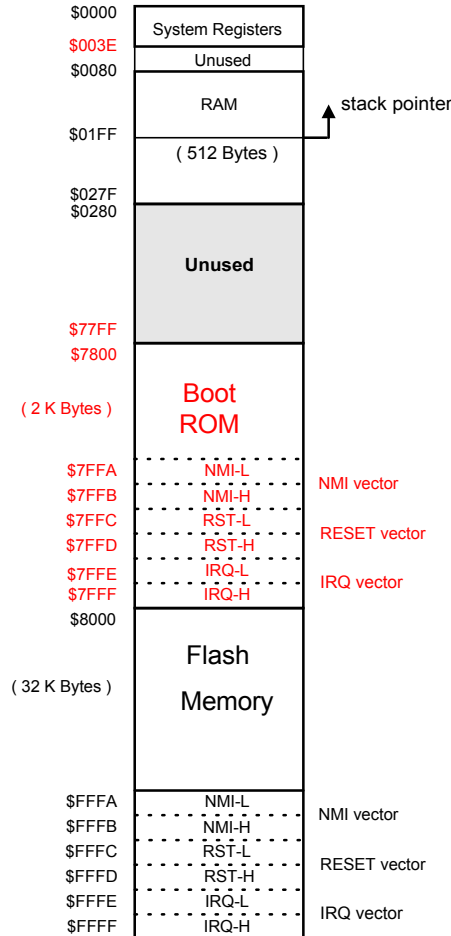 $0000
System Registers
$003E
Unused
$0080
RAM
stack pointer
$01FF
( 512 Bytes )
$027F
$0280
Unused
$77FF
$7800
Boot
ROM
( 2 K Bytes )
$7FFA NMI-L
NMI vector
$7FFB NMI-H
$7FFC RST-L
RESET vector
$7FFD RST-H
$7FFE IRQ-L
IRQ vector
$7FFF IRQ-H
$8000
Flash
Memory
( 32 K Bytes )
$FFFA NMI-L
NMI vector
$FFFB NMI-H
$FFFC RST-L
RESET vector
$FFFD RST-H
$FFFE IRQ-L
IRQ vector
$FFFF IRQ-H